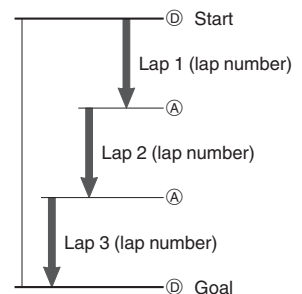 Ⓓ Start
Lap 1 (lap number)
Ⓐ
Lap 2 (lap number)
Ⓐ
Lap 3 (lap number)
Ⓓ Goal